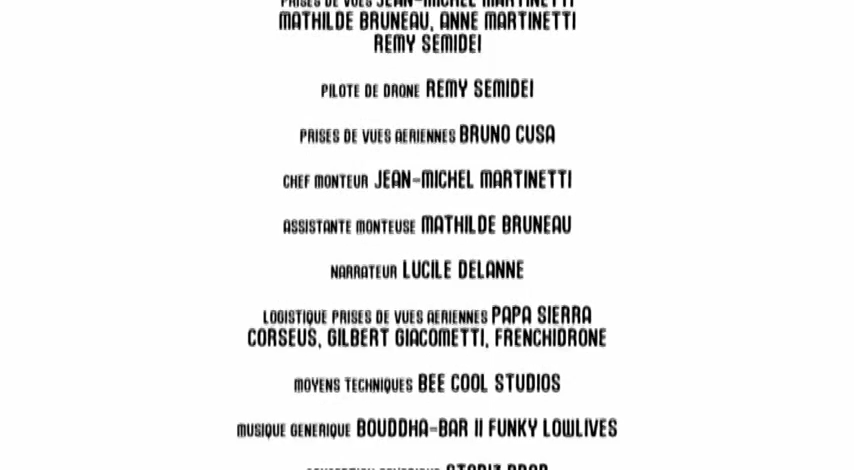 PRISES DE VUES JEAN-MICHEL MARTINETTI
MATHILDE BRUNEAU, ANNE MARTINETTI
REMY SEMIDEI
PILOTE DE DRONE REMY SEMIDEI
PRISES DE VUES AERIENNES BRUNO CUSA
CHEF MONTEUR JEAN-MICHEL MARTINETTI
ASSISTANTE MONTEUSE MATHILDE BRUNEAU
NARRATEUR LUCILE DELANNE
LOGISTIQUE PRISES DE VUES AERIENNES PAPA SIERRA
CORSEUS, GILBERT GIACOMETTI, FRENCHIDRONE
MOYENS TECHNIQUES BEE COOL STUDIOS
MUSIQUE GENERIQUE BOUDDHA-BAR II FUNKY LOWLIVES